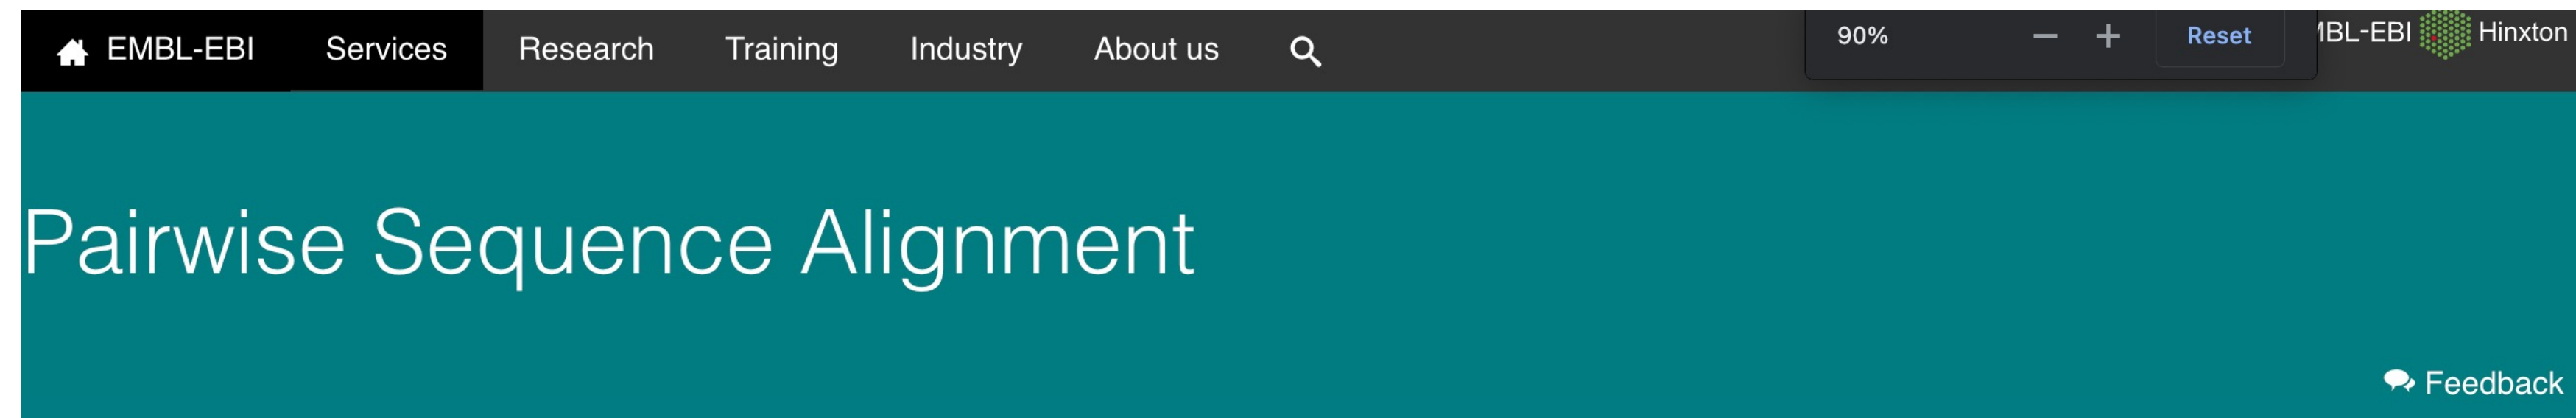 EMBL-EBI Services Research Training Industry About us 90% Reset Hinxton
Pairwise Sequence Alignment
Feedback